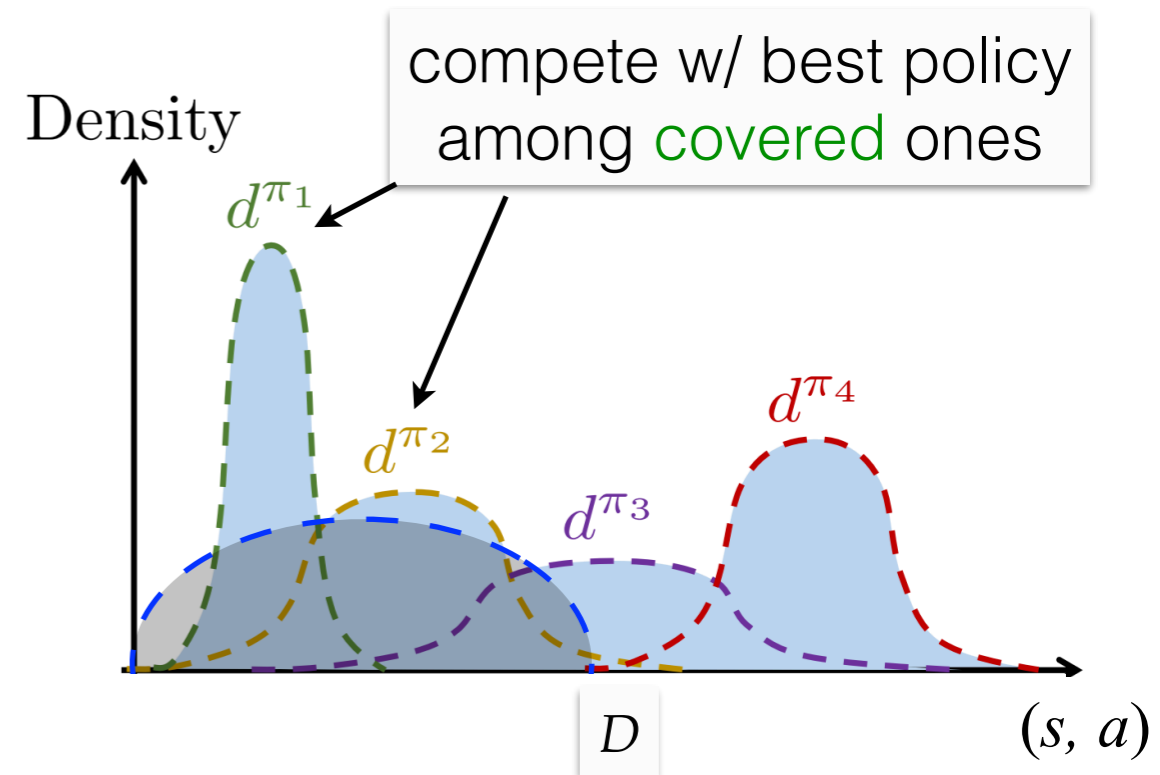 compete w/ best policy
among covered ones
Density
d^{π_1}
d^{π_2}
d^{π_3}
d^{π_4}
D
(s, a)